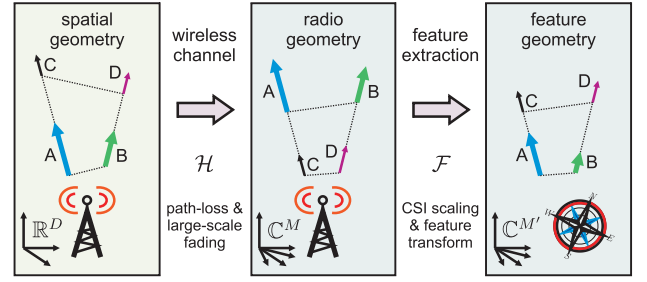 spatial
geometry
C
D
A
B
ℝ^D
wireless
channel
ℋ
path-loss &
large-scale
fading
radio
geometry
A
B
C
D
ℂ^M
feature
extraction
ℱ
CSI scaling
& feature
transform
feature
geometry
D
C
A
B
ℂ^{M'}
N
W
E
S